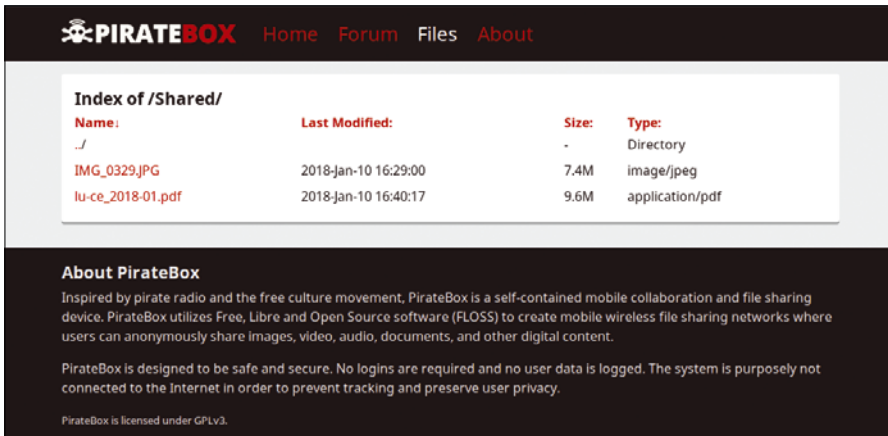 PIRATEBOX Home Forum Files About
Index of /Shared/
Name↓ Last Modified: Size: Type:
../ - Directory
IMG_0329.JPG 2018-Jan-10 16:29:00 7.4M image/jpeg
lu-ce_2018-01.pdf 2018-Jan-10 16:40:17 9.6M application/pdf
About PirateBox
Inspired by pirate radio and the free culture movement, PirateBox is a self-contained mobile collaboration and file sharing
device. PirateBox utilizes Free, Libre and Open Source software (FLOSS) to create mobile wireless file sharing networks where
users can anonymously share images, video, audio, documents, and other digital content.
PirateBox is designed to be safe and secure. No logins are required and no user data is logged. The system is purposely not
connected to the Internet in order to prevent tracking and preserve user privacy.
PirateBox is licensed under GPLv3.